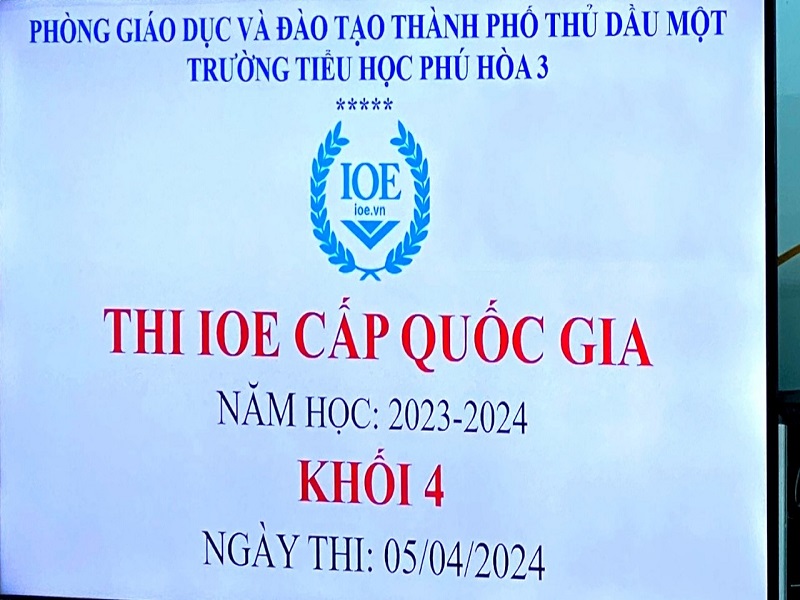 PHÒNG GIÁO DỤC VÀ ĐÀO TẠO THÀNH PHỐ THỦ DẦU MỘT
TRƯỜNG TIỂU HỌC PHÚ HÒA 3
*****
IOE
ioe.vn
THI IOE CẤP QUỐC GIA
NĂM HỌC: 2023-2024
KHỐI 4
NGÀY THI: 05/04/2024